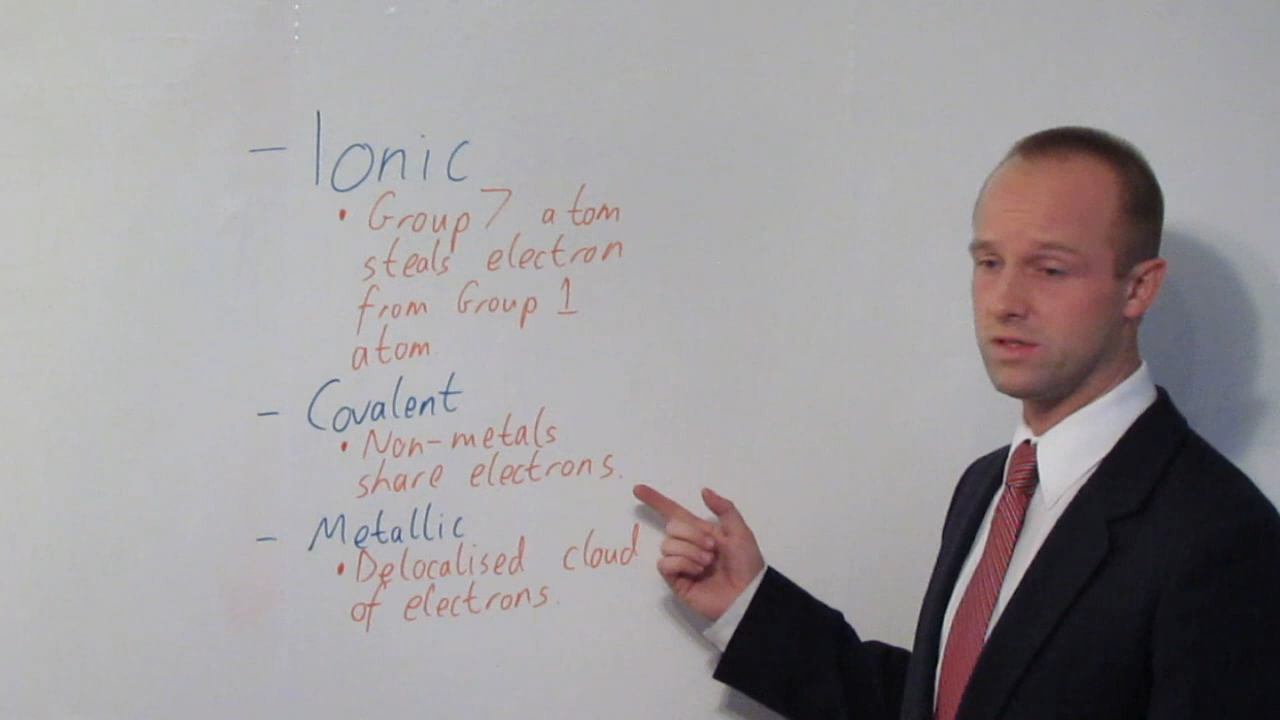 - Ionic
• Group 7 atom
steals electron
from Group 1
atom
- Covalent
• Non-metals
share electrons.
- Metallic
• Delocalised cloud
of electrons.